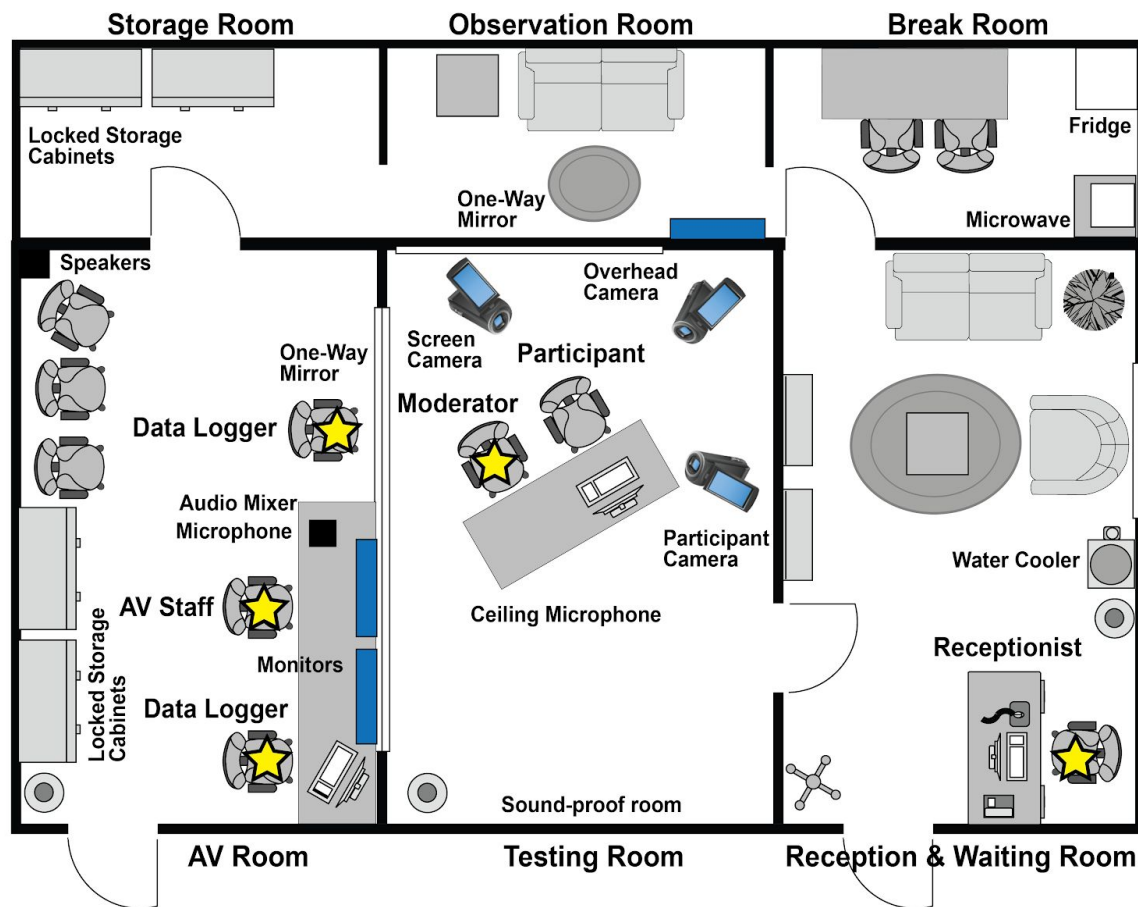 Storage Room
Observation Room
Break Room
Locked Storage
Cabinets
One-Way
Mirror
Fridge
Microwave
Speakers
One-Way
Mirror
Data Logger
Audio Mixer
Microphone
AV Staff
Monitors
Data Logger
Locked Storage
Cabinets
AV Room
Overhead
Camera
Screen
Camera
Participant
Moderator
Participant
Camera
Ceiling Microphone
Sound-proof room
Testing Room
Water Cooler
Receptionist
Reception & Waiting Room